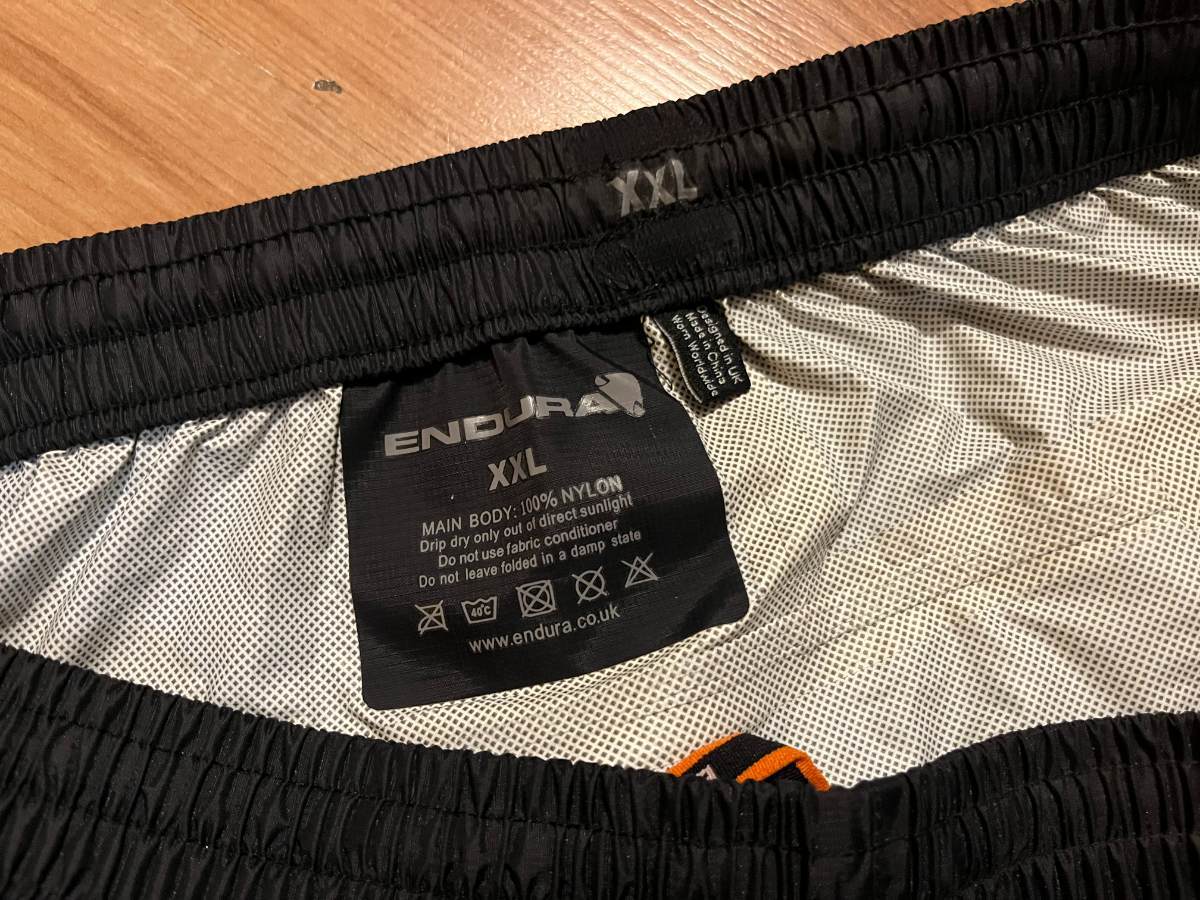 XXL
Designed in UK
Made in China
Worn Worldwide
ENDURA
XXL
MAIN BODY: 100% NYLON
Drip dry only out of direct sunlight
Do not use fabric conditioner
Do not leave folded in a damp state
40°C
www.endura.co.uk